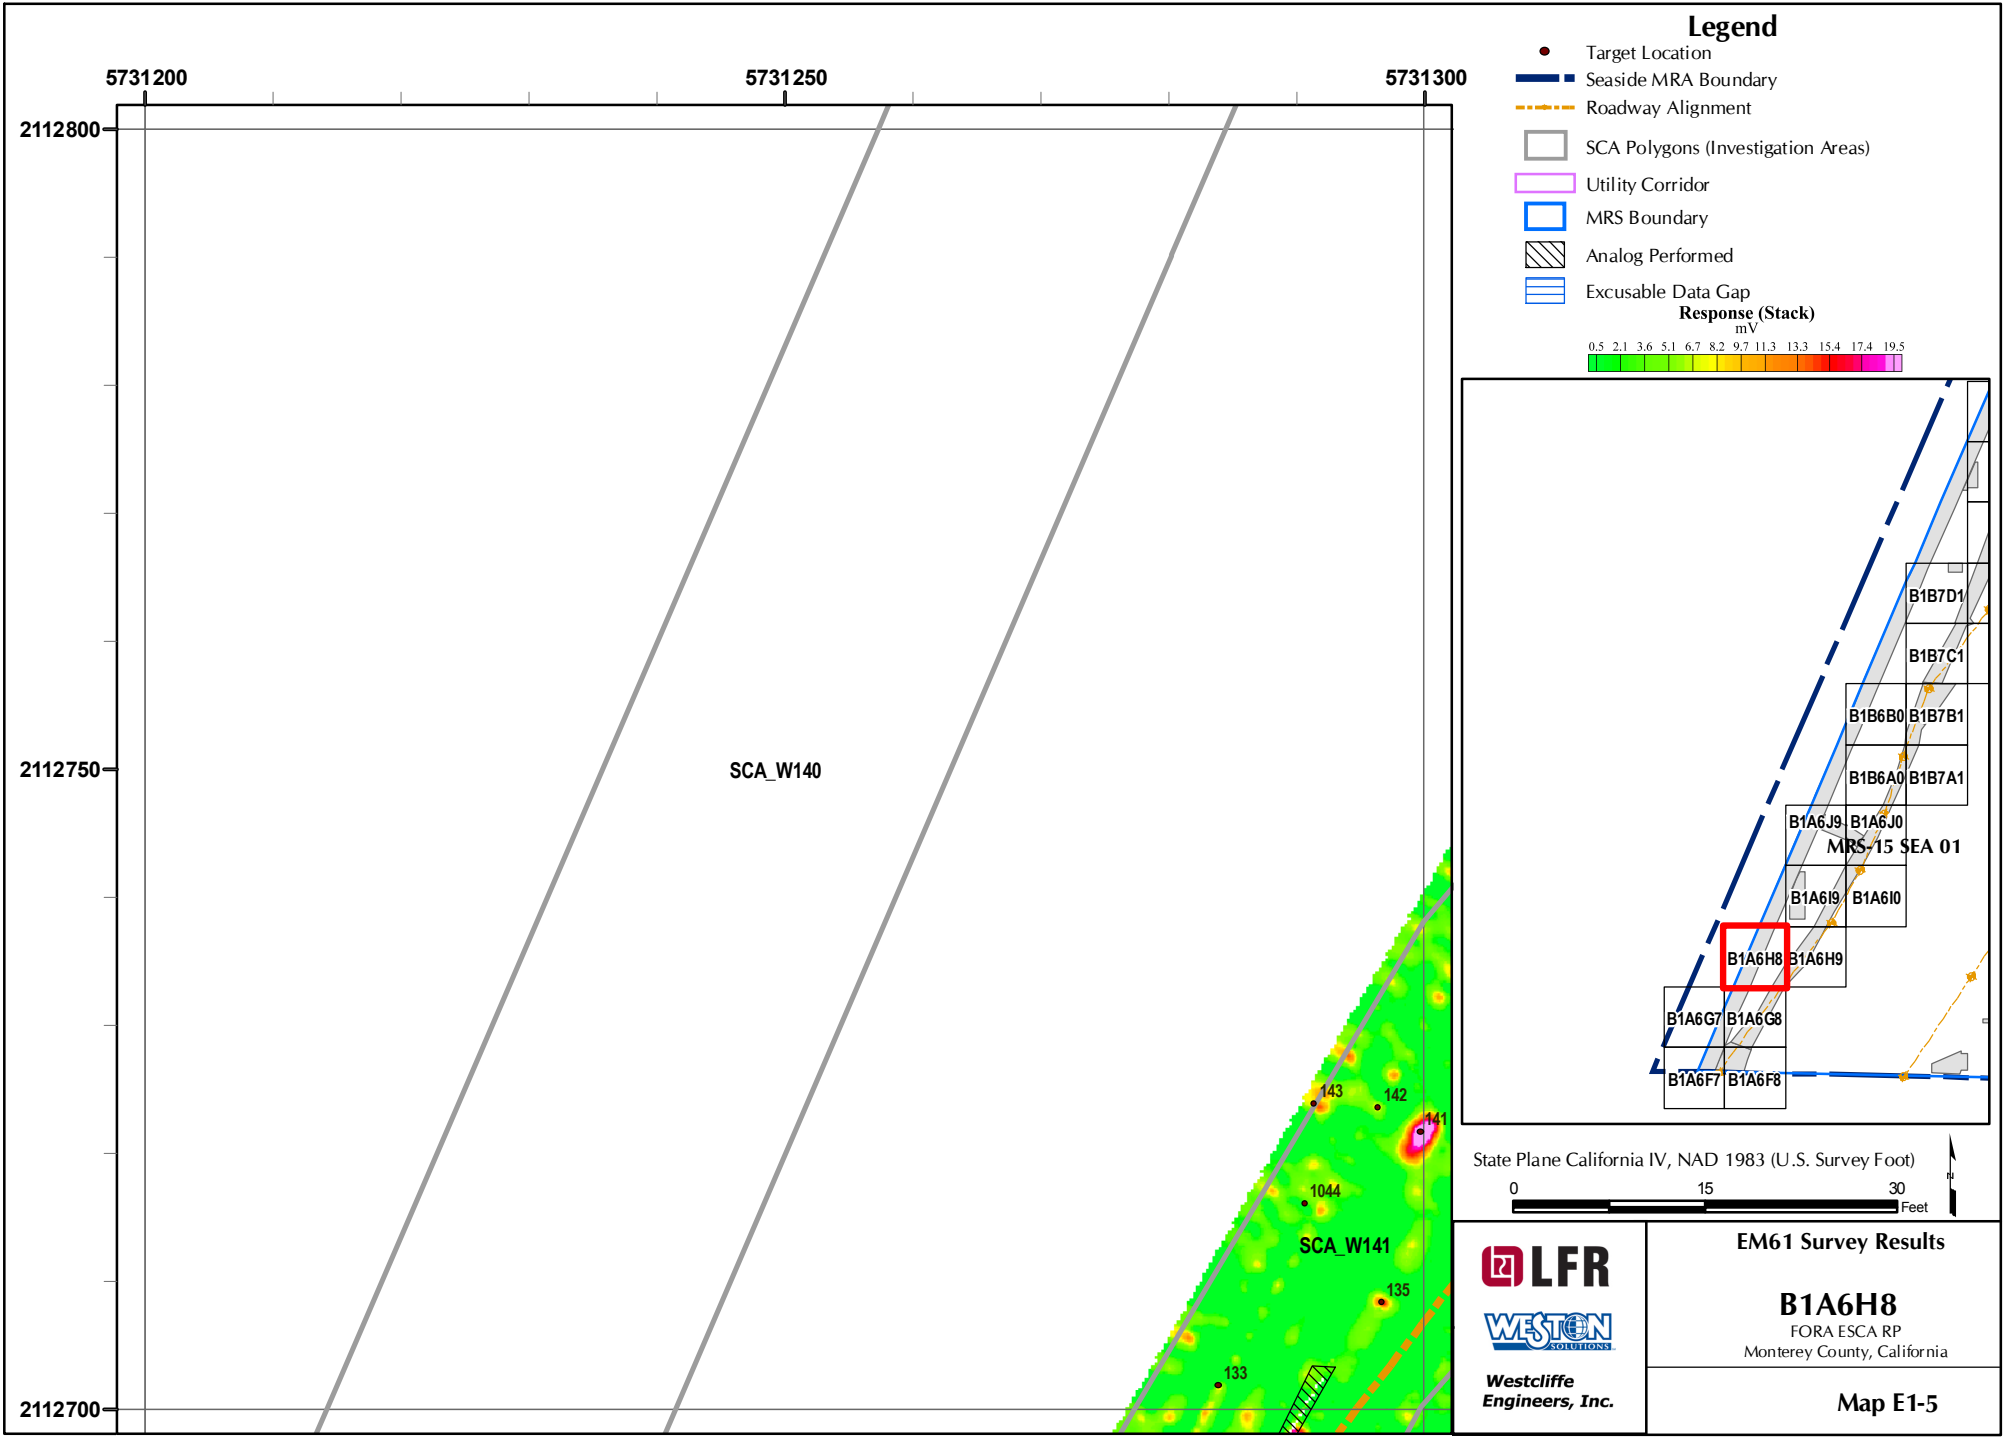 Legend
Target Location
Seaside MRA Boundary
Roadway Alignment
SCA Polygons (Investigation Areas)
Utility Corridor
MRS Boundary
Analog Performed
Excusable Data Gap
Response (Stack)
mV
0.5 2.1 3.6 5.1 6.7 8.2 9.7 11.3 13.3 15.4 17.4 19.5
5731200 5731250 5731300
2112800
2112750
2112700
SCA_W140
143
142
141
1044
SCA_W141
135
133
B1B7D1
B1B7C1
B1B6B0 B1B7B1
B1B6A0 B1B7A1
B1A6J9 B1A6J0
MRS-15 SEA 01
B1A6I9 B1A6I0
B1A6H8 B1A6H9
B1A6G7 B1A6G8
B1A6F7 B1A6F8
State Plane California IV, NAD 1983 (U.S. Survey Foot)
0 15 30
Feet
N
LFR
WESTON
SOLUTIONS
Westcliffe
Engineers, Inc.
EM61 Survey Results
B1A6H8
FORA ESCA RP
Monterey County, California
Map E1-5